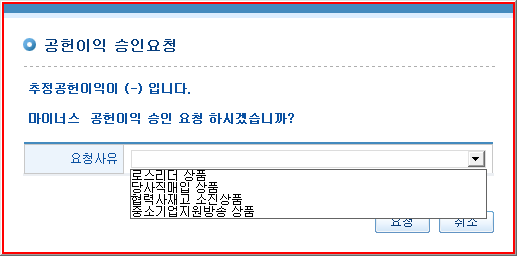 공헌이익 승인요청
추정공헌이익이 (-) 입니다.
마이너스 공헌이익 승인 요청 하시겠습니까?
요청사유
로스리더 상품
당사직매입 상품
협력사재고 소진상품
중소기업지원방송 상품
요청 취소